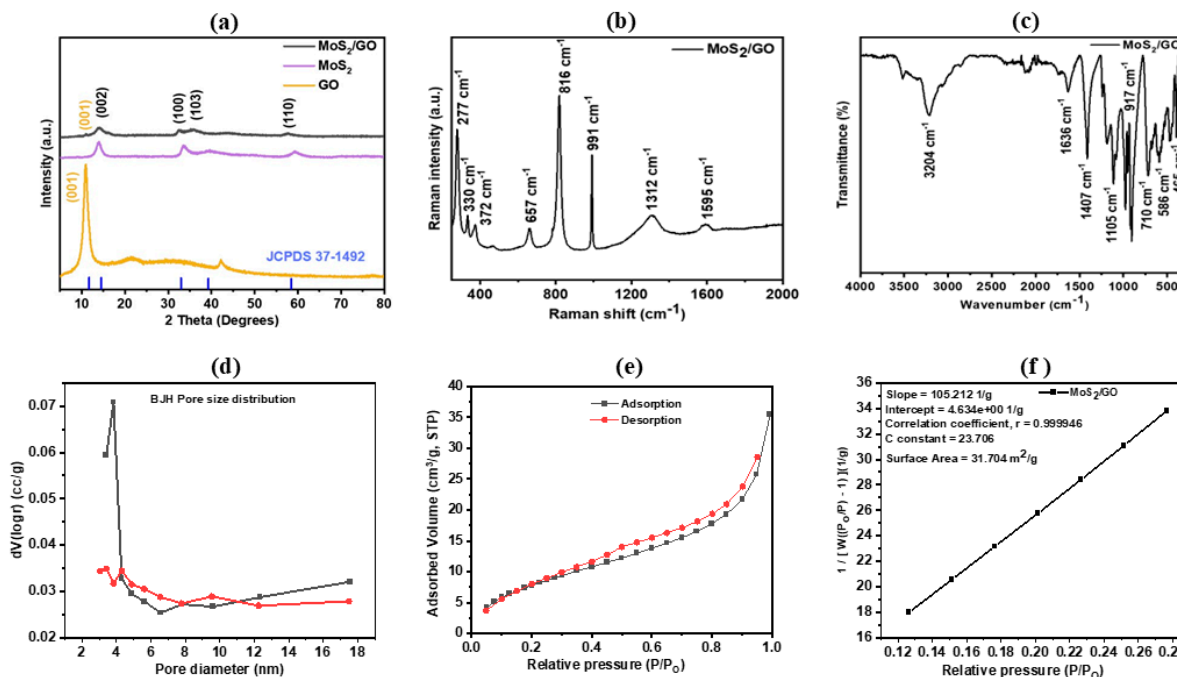 (a)
MoS2/GO
MoS2
GO
(001)
(002)
(100)
(103)
(110)
(001)
JCPDS 37-1492
Intensity (a.u.)
0 20 30 40 50 60 70 80
10
2 Theta (Degrees)
(b)
MoS2/GO
277 cm-1
330 cm-1
372 cm-1
657 cm-1
816 cm-1
991 cm-1
1312 cm-1
1595 cm-1
Raman intensity (a.u.)
400 800 1200 1600 2000
Raman shift (cm-1)
(c)
MoS2/GO
3204 cm-1
1636 cm-1
1407 cm-1
1105 cm-1
917 cm-1
710 cm-1
586 cm-1
Transmittance (%)
4000 3500 3000 2500 2000 1500 1000 500
Wavenumber (cm-1)
(d)
BJH Pore size distribution
dV(logr) (cc/g)
0.07
0.06
0.05
0.04
0.03
0.02
2 4 6 8 10 12 14 16 18
Pore diameter (nm)
(e)
Adsorption
Desorption
Adsorbed Volume (cm3/g, STP)
40
35
30
25
20
15
10
5
0
0.0 0.2 0.4 0.6 0.8 1.0
Relative pressure (P/PO)
(f)
MoS2/GO
Slope = 105.212 1/g
Intercept = 4.634e+00 1/g
Correlation coefficient, r = 0.999946
C constant = 23.706
Surface Area = 31.704 m2/g
1 / [ W((PO/P) - 1)) ](1/g)
36
34
32
30
28
26
24
22
20
18
16
0.12 0.14 0.16 0.18 0.20 0.22 0.24 0.26 0.28
Relative pressure (P/PO)